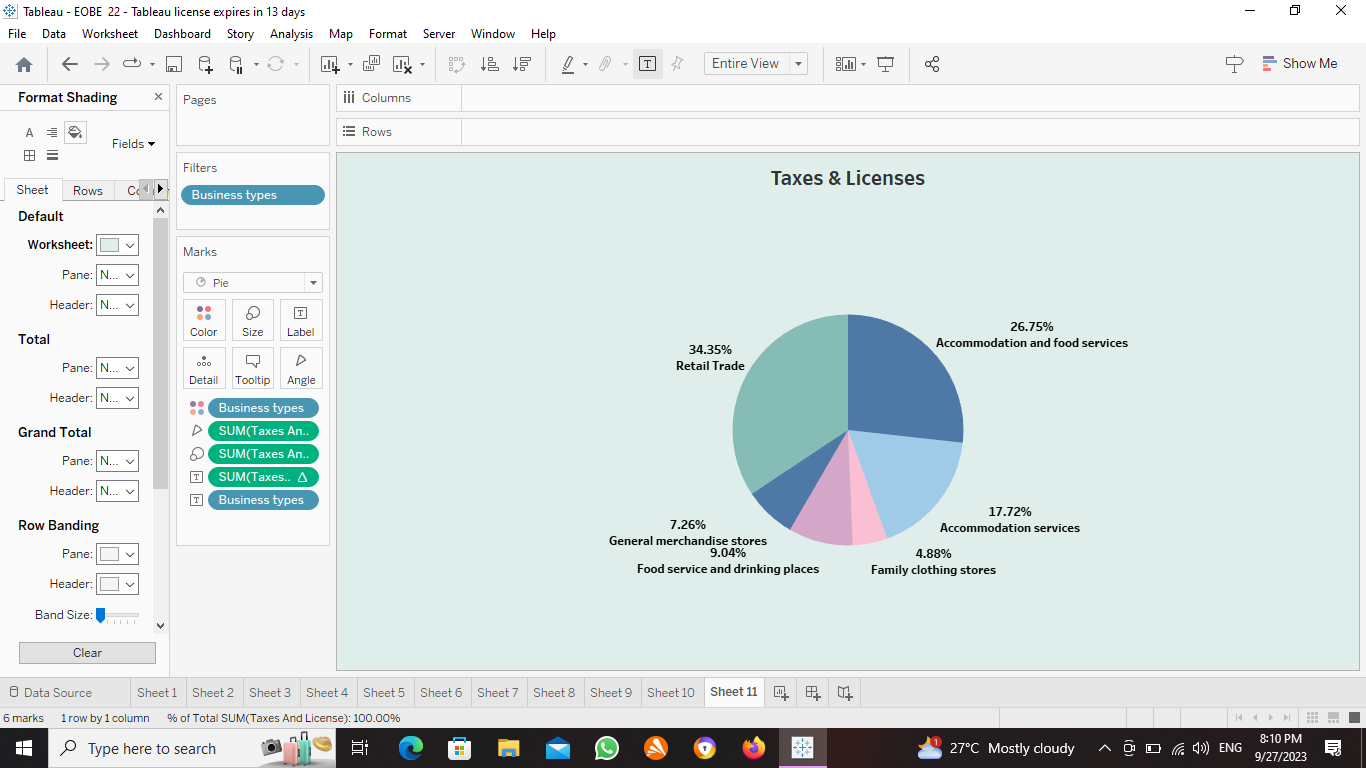 Tableau - EOBE 22 - Tableau license expires in 13 days
File Data Worksheet Dashboard Story Analysis Map Format Server Window Help
Entire View
Show Me
Format Shading
Fields
Sheet Rows
Default
Worksheet:
Pane: N...
Header: N...
Total
Pane: N...
Header: N...
Grand Total
Pane: N...
Header: N...
Row Banding
Pane:
Header:
Band Size:
Clear
Pages
Filters
Business types
Marks
Pie
Color Size Label
Detail Tooltip Angle
Business types
SUM(Taxes An..
SUM(Taxes An..
SUM(Taxes.. Δ
Business types
Columns
Rows
Taxes & Licenses
26.75%
Accommodation and food services
34.35%
Retail Trade
17.72%
Accommodation services
7.26%
General merchandise stores
9.04%
Food service and drinking places
4.88%
Family clothing stores
Data Source Sheet 1 Sheet 2 Sheet 3 Sheet 4 Sheet 5 Sheet 6 Sheet 7 Sheet 8 Sheet 9 Sheet 10 Sheet 11
6 marks 1 row by 1 column % of Total SUM(Taxes And License): 100.00%
Type here to search
1
27°C Mostly cloudy
ENG
8:10 PM
9/27/2023